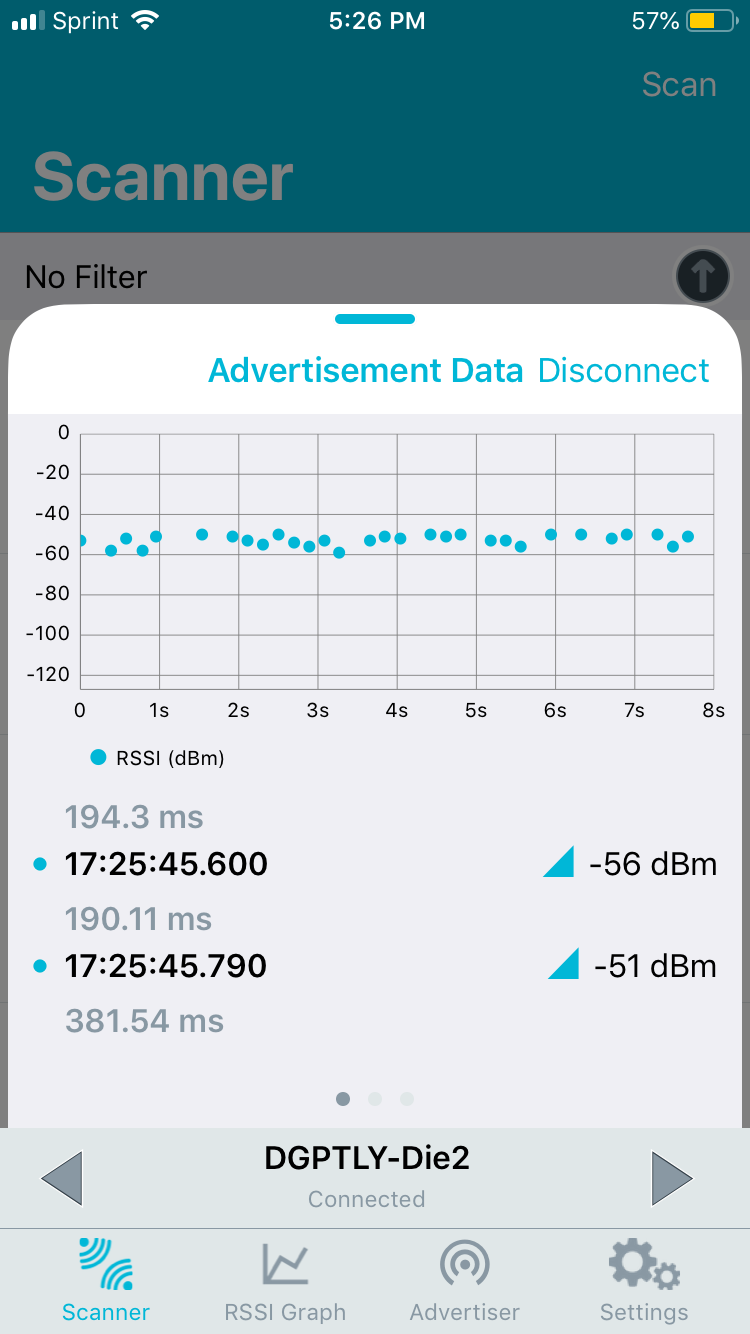 Sprint 5:26 PM 57%
Scan
Scanner
No Filter
Advertisement Data Disconnect
0
-20
-40
-60
-80
-100
-120
0 1s 2s 3s 4s 5s 6s 7s 8s
RSSI (dBm)
194.3 ms
17:25:45.600 -56 dBm
190.11 ms
17:25:45.790 -51 dBm
381.54 ms
DGPTLY-Die2
Connected
Scanner RSSI Graph Advertiser Settings